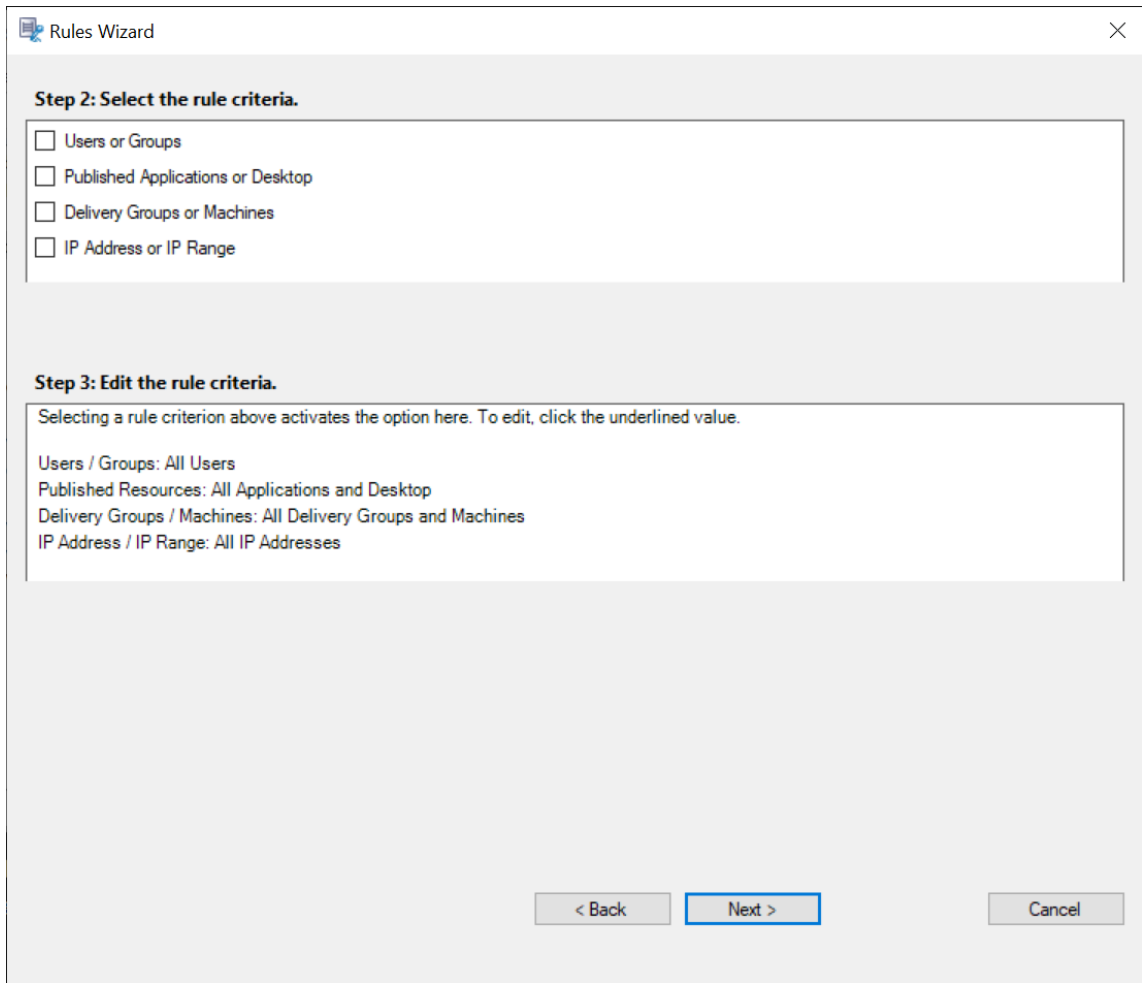 Rules Wizard
Step 2: Select the rule criteria.
Users or Groups
Published Applications or Desktop
Delivery Groups or Machines
IP Address or IP Range
Step 3: Edit the rule criteria.
Selecting a rule criterion above activates the option here. To edit, click the underlined value.
Users / Groups: All Users
Published Resources: All Applications and Desktop
Delivery Groups / Machines: All Delivery Groups and Machines
IP Address / IP Range: All IP Addresses
< Back Next > Cancel